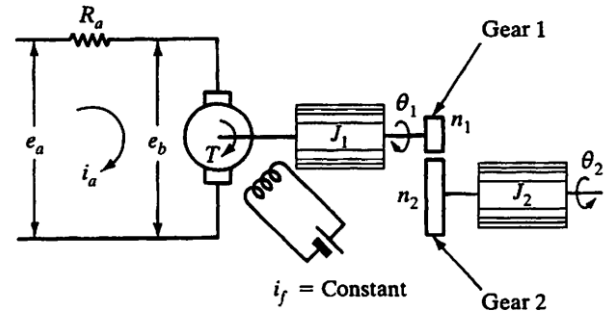 R_a
Gear 1
e_a
i_a
e_b
T
J_1
θ_1
n_1
n_2
J_2
θ_2
i_f = Constant
Gear 2